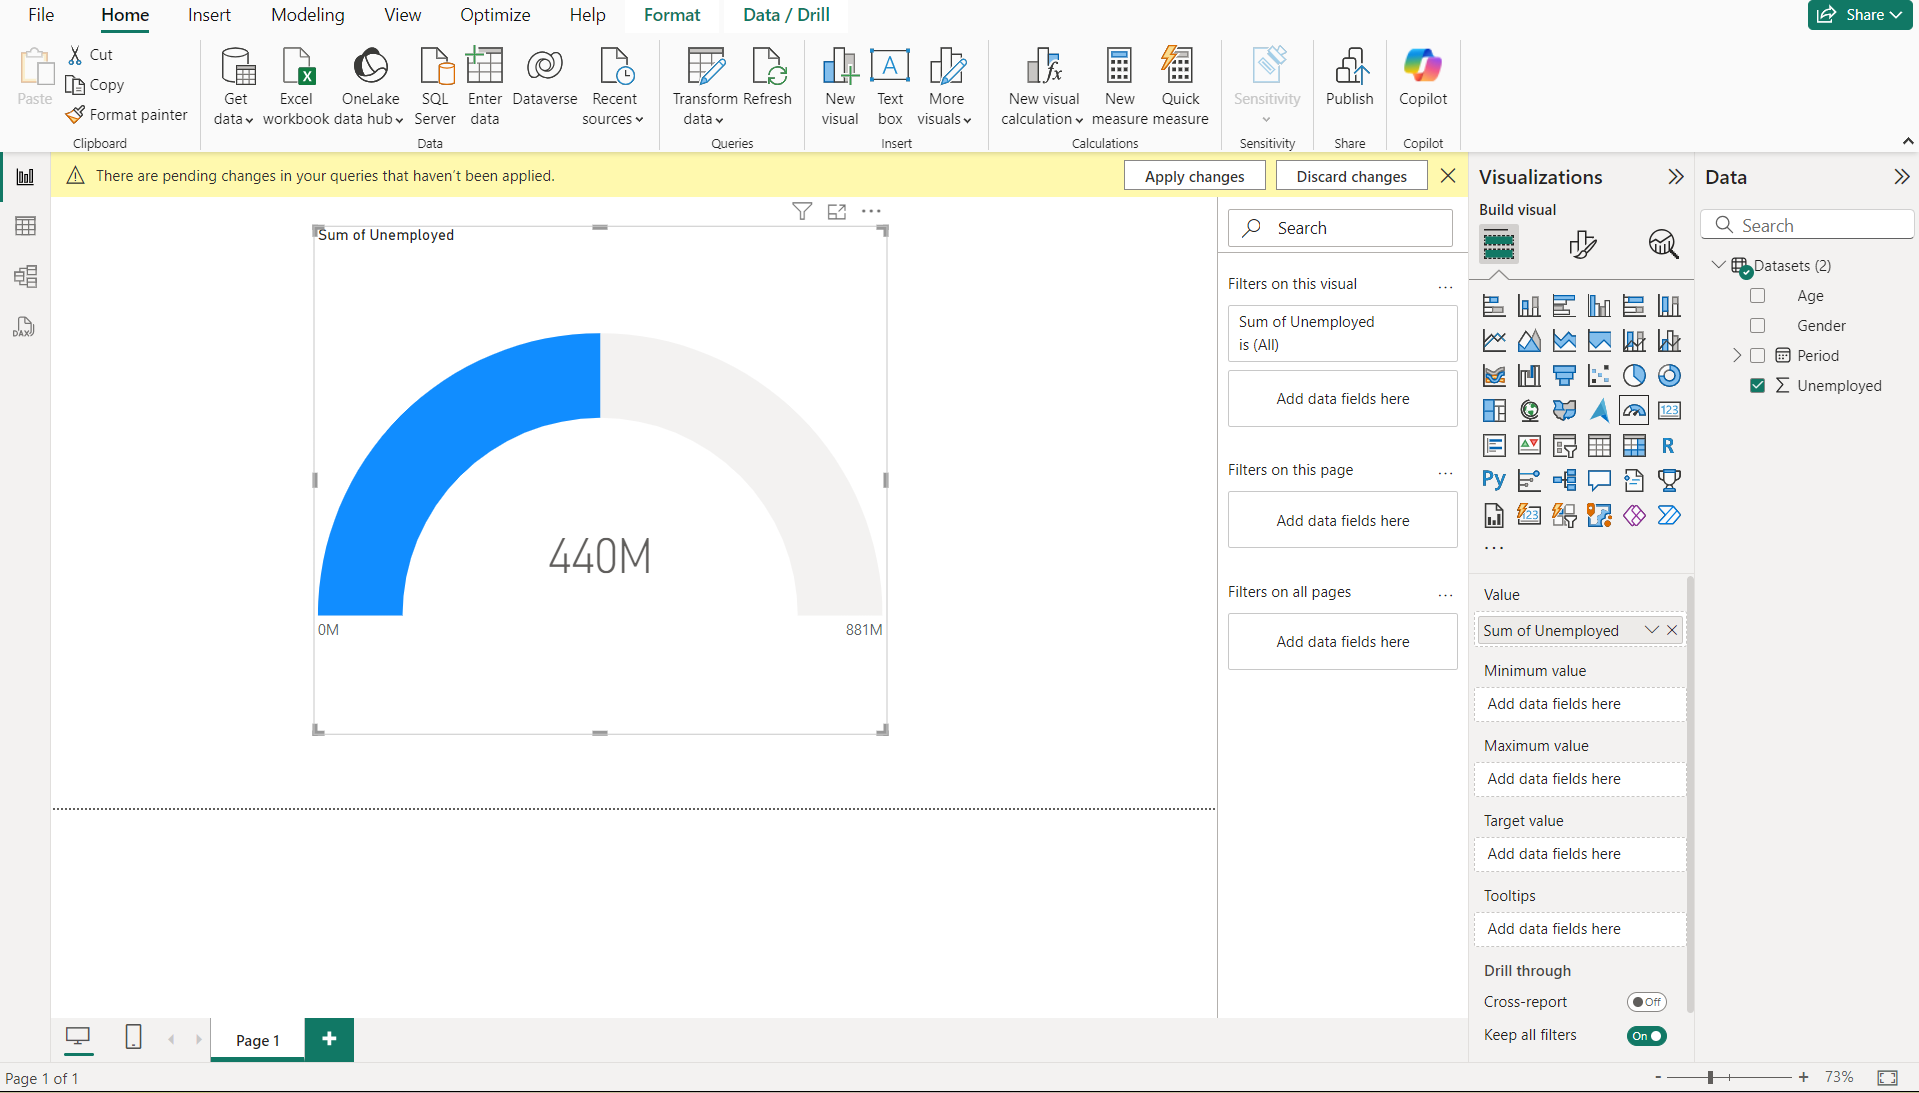 File
Home
Insert
Modeling
View
Optimize
Help
Format
Data / Drill
Share
Paste
Cut
Copy
Format painter
Clipboard
Get data
Excel workbook
OneLake data hub
SQL Server
Enter data
Dataverse
Recent sources
Data
Transform data
Refresh
Queries
New visual
Text box
More visuals
Insert
New visual calculation
New measure
Quick measure
Calculations
Sensitivity
Sensitivity
Publish
Share
Copilot
Copilot
There are pending changes in your queries that haven't been applied.
Apply changes
Discard changes
Sum of Unemployed
440M
0M
881M
Search
Filters on this visual
...
Sum of Unemployed
is (All)
Add data fields here
Filters on this page
...
Add data fields here
Filters on all pages
...
Add data fields here
Visualizations
Build visual
123
R
Py
123
...
Value
Sum of Unemployed
Minimum value
Add data fields here
Maximum value
Add data fields here
Target value
Add data fields here
Tooltips
Add data fields here
Drill through
Cross-report
Off
Keep all filters
On
Data
Search
Datasets (2)
Age
Gender
Period
Unemployed
DAX
Page 1
+
Page 1 of 1
- + 73%